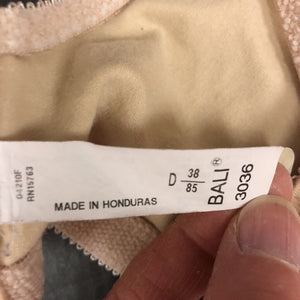 04210F
RN15763
MADE IN HONDURAS
D 38
85
BALI®
3036